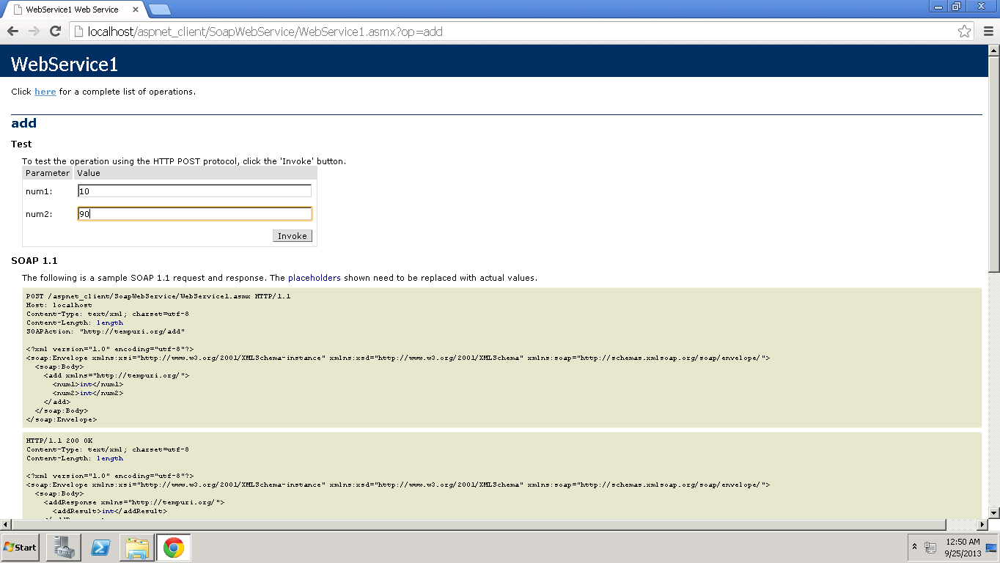 WebService1 Web Service
localhost/aspnet_client/SoapWebService/WebService1.asmx?op=add
WebService1
Click here for a complete list of operations.
add
Test
To test the operation using the HTTP POST protocol, click the 'Invoke' button.
Parameter Value
num1: 10
num2: 90
Invoke
SOAP 1.1
The following is a sample SOAP 1.1 request and response. The placeholders shown need to be replaced with actual values.
POST /aspnet_client/SoapWebService/WebService1.asmx HTTP/1.1
Host: localhost
Content-Type: text/xml; charset=utf-8
Content-Length: length
SOAPAction: "http://tempuri.org/add"
<?xml version="1.0" encoding="utf-8"?>
<soap:Envelope xmlns:xsi="http://www.w3.org/2001/XMLSchema-instance" xmlns:xsd="http://www.w3.org/2001/XMLSchema" xmlns:soap="http://schemas.xmlsoap.org/soap/envelope/">
<soap:Body>
<add xmlns="http://tempuri.org/">
<num1>int</num1>
<num2>int</num2>
</add>
</soap:Body>
</soap:Envelope>
HTTP/1.1 200 OK
Content-Type: text/xml; charset=utf-8
Content-Length: length
<?xml version="1.0" encoding="utf-8"?>
<soap:Envelope xmlns:xsi="http://www.w3.org/2001/XMLSchema-instance" xmlns:xsd="http://www.w3.org/2001/XMLSchema" xmlns:soap="http://schemas.xmlsoap.org/soap/envelope/">
<soap:Body>
<addResponse xmlns="http://tempuri.org/">
<addResult>int</addResult>
Start
12:50 AM
9/25/2013